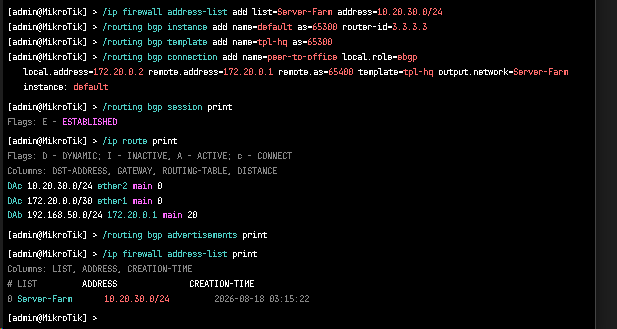 [admin@MikroTik] > /ip firewall address-list add list=Server-Farm address=10.20.30.0/24
[admin@MikroTik] > /routing bgp instance add name=default as=65300 router-id=3.3.3.3
[admin@MikroTik] > /routing bgp template add name=tpl-hq as=65300
[admin@MikroTik] > /routing bgp connection add name=peer-to-office local.role=ebgp
local.address=172.20.0.2 remote.address=172.20.0.1 remote.as=65400 template=tpl-hq output.network=Server-Farm
instance: default
[admin@MikroTik] > /routing bgp session print
Flags: E - ESTABLISHED
[admin@MikroTik] > /ip route print
Flags: D - DYNAMIC; I - INACTIVE, A - ACTIVE; c - CONNECT
Columns: DST-ADDRESS, GATEWAY, ROUTING-TABLE, DISTANCE
DAc 10.20.30.0/24 ether2 main 0
DAc 172.20.0.0/30 ether1 main 0
DAb 192.168.50.0/24 172.20.0.1 main 20
[admin@MikroTik] > /routing bgp advertisements print
[admin@MikroTik] > /ip firewall address-list print
Columns: LIST, ADDRESS, CREATION-TIME
# LIST ADDRESS CREATION-TIME
0 Server-Farm 10.20.30.0/24 2026-08-18 03:15:22
[admin@MikroTik] >